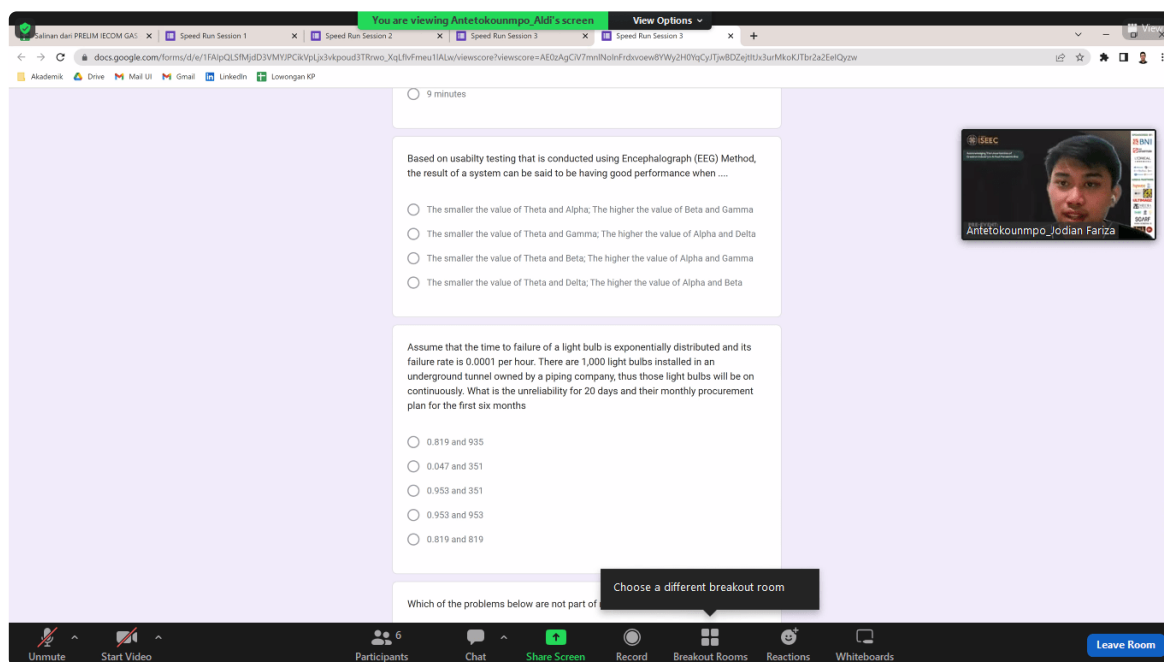 You are viewing Antetokounmpo_Aldi's screen
View Options
View
Salinan dari PRELIM IECOM GAS
Speed Run Session 1
Speed Run Session 2
Speed Run Session 3
Speed Run Session 3
Akademik
Drive
Mail UI
Gmail
LinkedIn
Lowongan KP
9 minutes
Based on usabilty testing that is conducted using Encephalograph (EEG) Method,
the result of a system can be said to be having good performance when ....
The smaller the value of Theta and Alpha; The higher the value of Beta and Gamma
The smaller the value of Theta and Gamma; The higher the value of Alpha and Delta
The smaller the value of Theta and Beta; The higher the value of Alpha and Gamma
The smaller the value of Theta and Delta; The higher the value of Alpha and Beta
Assume that the time to failure of a light bulb is exponentially distributed and its
failure rate is 0.0001 per hour. There are 1,000 light bulbs installed in an
underground tunnel owned by a piping company, thus those light bulbs will be on
continuously. What is the unreliability for 20 days and their monthly procurement
plan for the first six months
0.819 and 935
0.047 and 351
0.953 and 351
0.953 and 953
0.819 and 819
Which of the problems below are not part of
ISEEC
BNI
SCARF
Antetokounmpo_Jodian Fariza
Choose a different breakout room
Unmute
Start Video
6
Participants
Chat
Share Screen
Record
Breakout Rooms
Reactions
Whiteboards
Leave Room